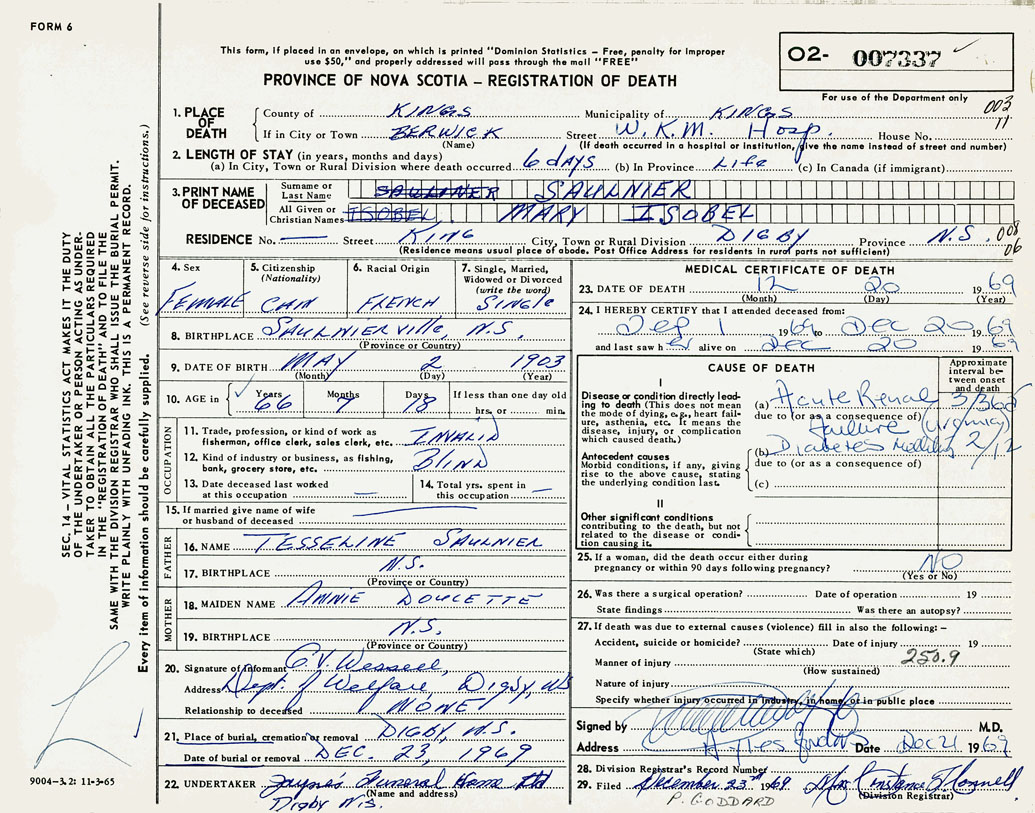 FORM 6
This form, if placed in an envelope, on which is printed "Dominion Statistics – Free, penalty for improper
use $50," and properly addressed will pass through the mail "FREE"
O2- 007337
PROVINCE OF NOVA SCOTIA – REGISTRATION OF DEATH
For use of the Department only
003
11
1. PLACE OF DEATH
County of KINGS Municipality of KINGS
If in City or Town BERWICK Street W. K. M. Hosp. House No.
(Name) (If death occurred in a hospital or institution, give the name instead of street and number)
2. LENGTH OF STAY (in years, months and days)
(a) In City, Town or Rural Division where death occurred 6 days (b) In Province Life (c) In Canada (if immigrant)
3. PRINT NAME OF DECEASED
Surname or Last Name SAULNIER
All Given or Christian Names ISOBEL MARY ISOBEL
RESIDENCE No. — Street KING City, Town or Rural Division DIGBY Province N.S. 008
06
(Residence means usual place of abode. Post Office Address for residents in rural ports not sufficient)
4. Sex FEMALE
5. Citizenship (Nationality) CAN
6. Racial Origin FRENCH
7. Single, Married, Widowed or Divorced (write the word) SINGLE
8. BIRTHPLACE SAULNIERVILLE, N.S.
(Province or Country)
9. DATE OF BIRTH MAY 2 1903
(Month) (Day) (Year)
10. AGE in Years Months Days If less than one day old
66 7 18 hrs. or min.
OCCUPATION
11. Trade, profession, or kind of work as fisherman, office clerk, sales clerk, etc. INVALID
12. Kind of industry or business, as fishing, bank, grocery store, etc. BLIND
13. Date deceased last worked at this occupation —
14. Total yrs. spent in this occupation —
15. If married give name of wife or husband of deceased
FATHER
16. NAME TESSELINE SAULNIER
17. BIRTHPLACE N.S.
(Province or Country)
MOTHER
18. MAIDEN NAME ANNIE DOUCETTE
19. BIRTHPLACE N.S.
(Province or Country)
20. Signature of Informant
Address Dept. of Welfare, Digby, NS
Relationship to deceased
21. Place of burial, cremation or removal DIGBY N.S.
Date of burial or removal DEC. 23, 1969
22. UNDERTAKER Jayne's Funeral Home Ltd
(Name and address)
Digby N.S.
MEDICAL CERTIFICATE OF DEATH
23. DATE OF DEATH 12 20 1969
(Month) (Day) (Year)
24. I HEREBY CERTIFY that I attended deceased from:
Sep 1 1969 to Dec 20 1969
and last saw h er alive on Dec 20 1969
CAUSE OF DEATH
Approximate interval between onset and death
I
Disease or condition directly leading to death (This does not mean the mode of dying, e.g., heart failure, asthenia, etc. It means the disease, injury, or complication which caused death.)
(a) Acute Renal 3/365
due to (or as a consequence of)
Failure (uremia)
Antecedent causes
Morbid conditions, if any, giving rise to the above cause, stating the underlying condition last.
(b) Diabetes Mellitus 2/12
due to (or as a consequence of)
(c)
II
Other significant conditions
contributing to the death, but not related to the disease or condition causing it.
25. If a woman, did the death occur either during pregnancy or within 90 days following pregnancy? NO
(Yes or No)
26. Was there a surgical operation? Date of operation 19
State findings Was there an autopsy?
27. If death was due to external causes (violence) fill in also the following: –
Accident, suicide or homicide? Date of injury 19
(State which)
Manner of injury 250.9
(How sustained)
Nature of injury
Specify whether injury occurred in industry, in home, or in public place
Signed by M.D.
Address Date Dec 21 1969
28. Division Registrar's Record Number
29. Filed December 23rd 1969
(Division Registrar)
P. GODDARD
SEC. 14 – VITAL STATISTICS ACT MAKES IT THE DUTY
OF THE UNDERTAKER OR PERSON ACTING AS UNDER-
TAKER TO OBTAIN ALL THE PARTICULARS REQUIRED
IN THE "REGISTRATION OF DEATH" AND TO FILE THE
SAME WITH THE DIVISION REGISTRAR WHO SHALL ISSUE THE BURIAL PERMIT.
WRITE PLAINLY WITH UNFADING INK. THIS IS A PERMANENT RECORD.
Every item of information should be carefully supplied. (See reverse side for instructions.)
9004-3.2: 11-3-65